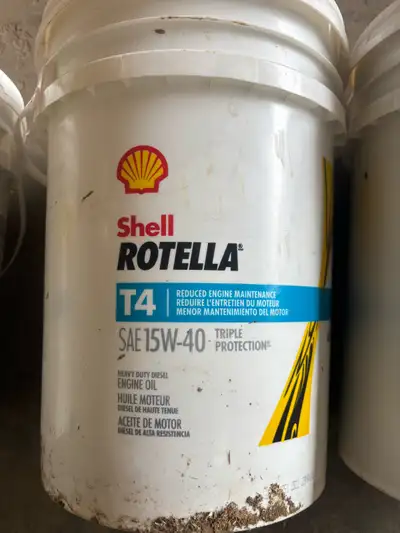 Shell
ROTELLA®
T4
REDUCED ENGINE MAINTENANCE
RÉDUIRE L'ENTRETIEN DU MOTEUR
MENOR MANTENIMIENTO DEL MOTOR
SAE 15W-40 TRIPLE
PROTECTION
HEAVY DUTY DIESEL
ENGINE OIL
HUILE MOTEUR
DIESEL DE HAUTE TENUE
ACEITE DE MOTOR
DIESEL DE ALTA RESISTENCIA